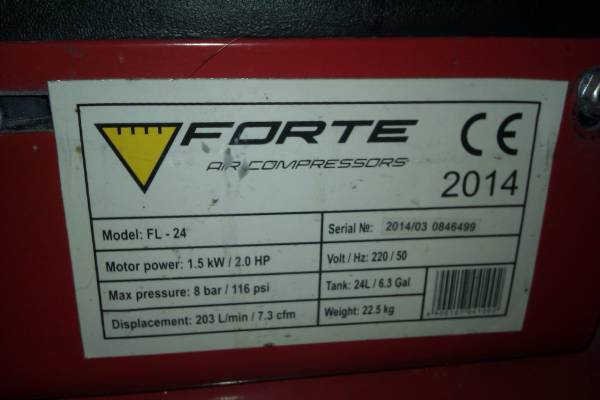 FORTE
AIR COMPRESSORS
CE
2014
Model: FL - 24
Serial №: 2014/03 0846499
Motor power: 1.5 kW / 2.0 HP
Volt / Hz: 220 / 50
Max pressure: 8 bar / 116 psi
Tank: 24L / 6.3 Gal
Displacement: 203 L/min / 7.3 cfm
Weight: 22.5 kg